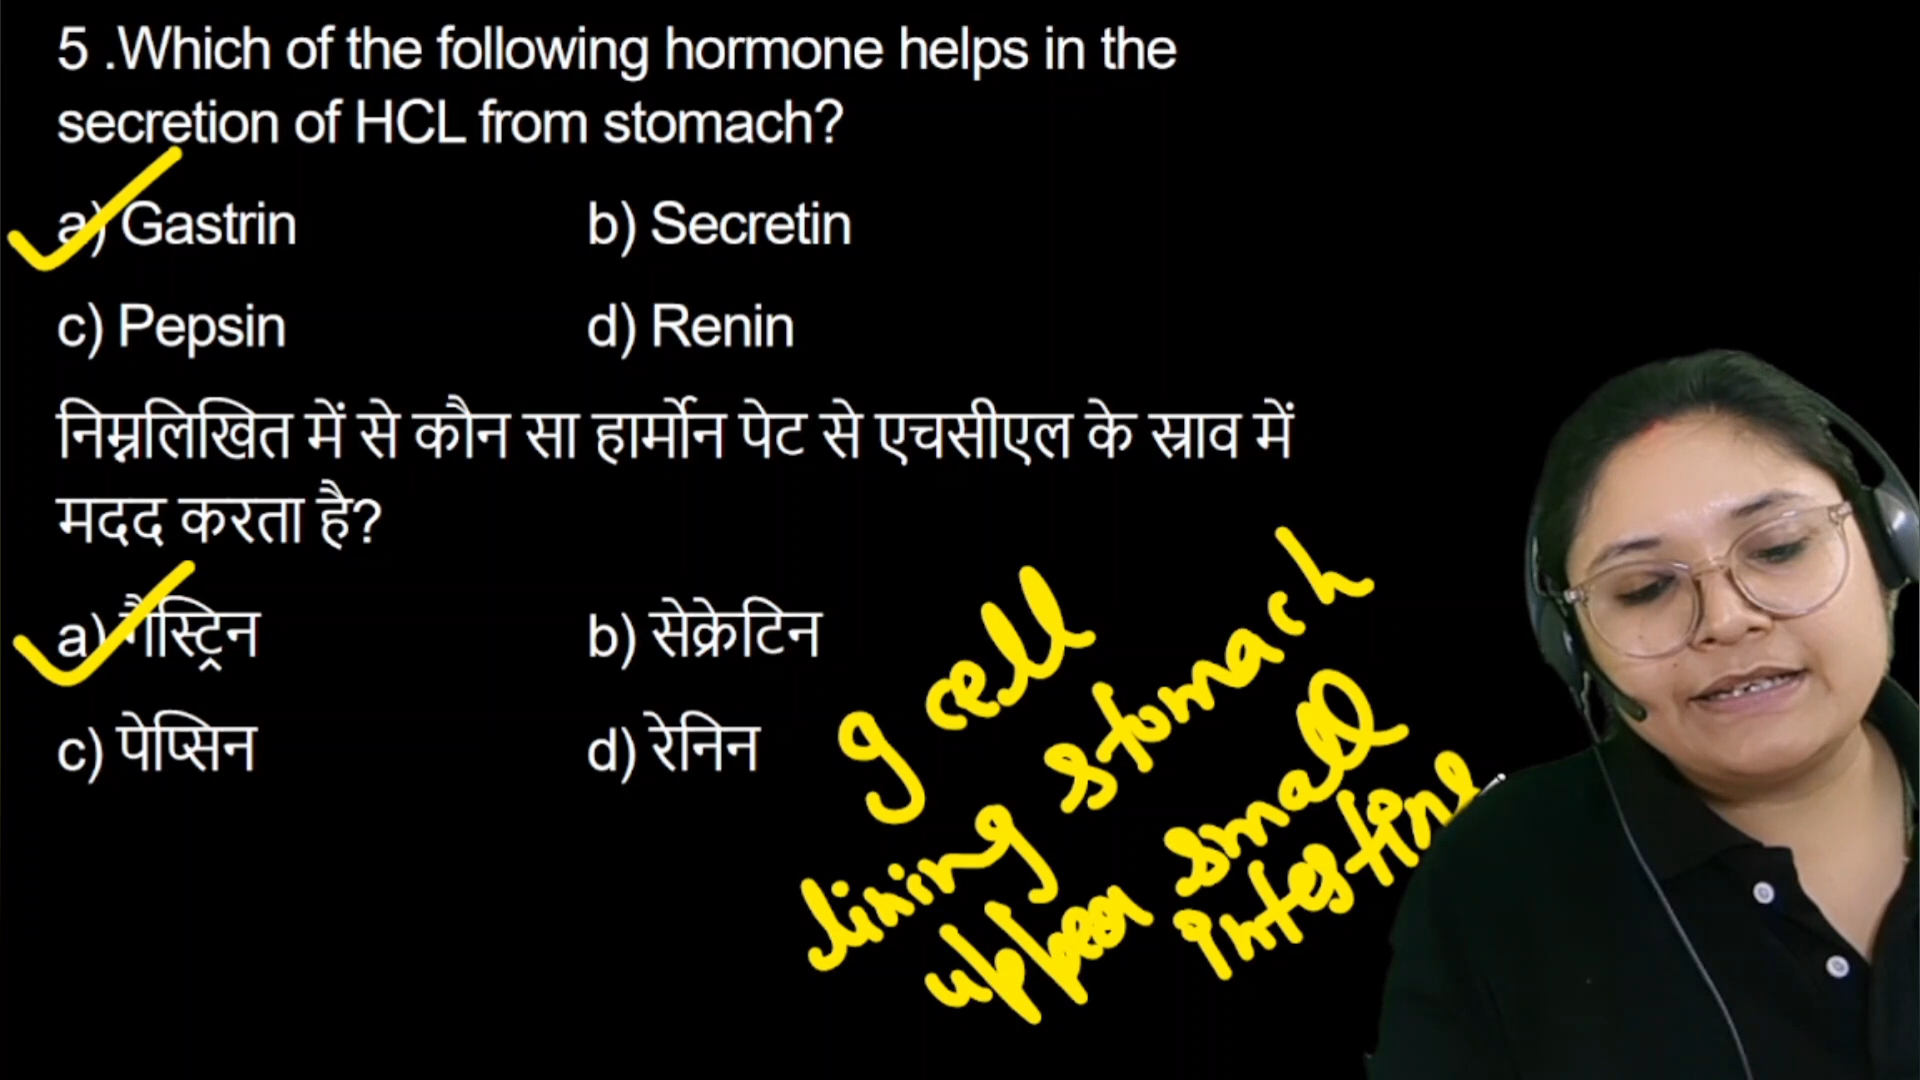 5 .Which of the following hormone helps in the
secretion of HCL from stomach?
a) Gastrin b) Secretin
c) Pepsin d) Renin
निम्नलिखित में से कौन सा हार्मोन पेट से एचसीएल के स्राव में
मदद करता है?
a) गैस्ट्रिन b) सेक्रेटिन
c) पेप्सिन d) रेनिन
g cell
lining stomach
upper small
intestine